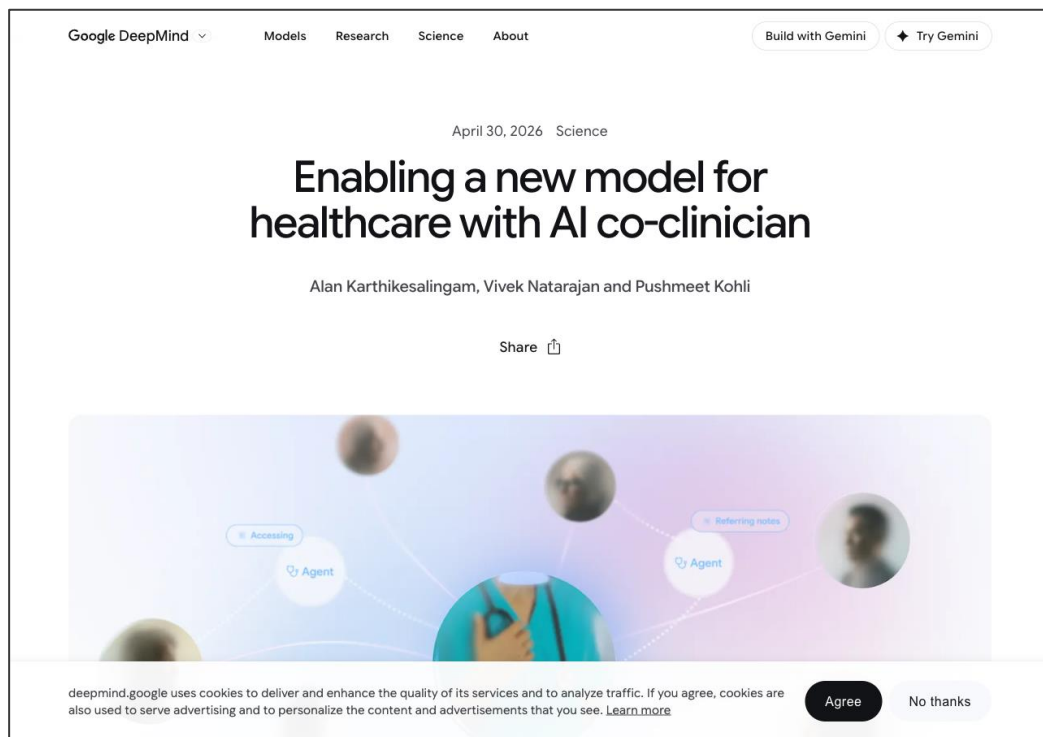 Google DeepMind
Models
Research
Science
About
Build with Gemini
Try Gemini
April 30, 2026 Science
Enabling a new model for
healthcare with AI co-clinician
Alan Karthikesalingam, Vivek Natarajan and Pushmeet Kohli
Share
Accessing
Agent
Referring notes
Agent
deepmind.google uses cookies to deliver and enhance the quality of its services and to analyze traffic. If you agree, cookies are
also used to serve advertising and to personalize the content and advertisements that you see. Learn more
Agree
No thanks